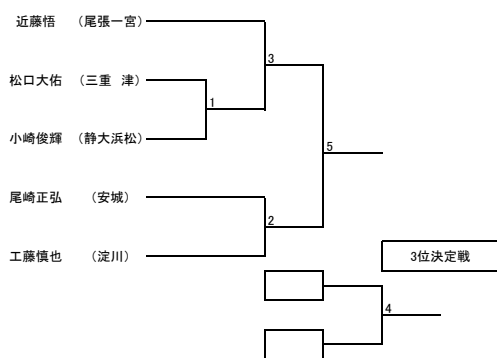 近藤悟 （尾張一宮）
3
松口大佑 （三重 津）
1
小崎俊輝 （静大浜松）
5
尾崎正弘 （安城）
2
工藤慎也 （淀川）
3位決定戦
4